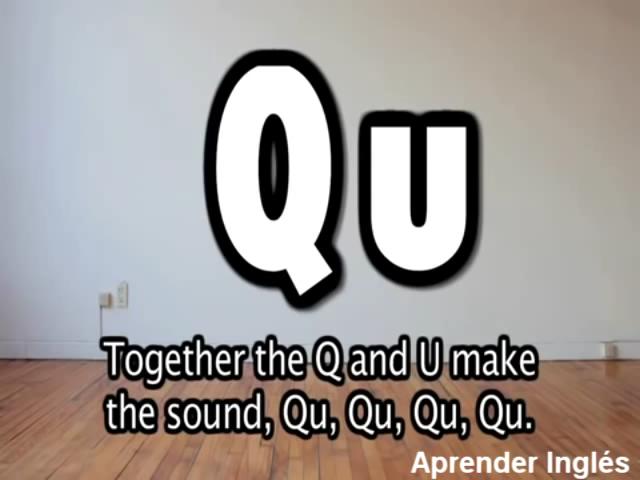 Qu
Together the Q and U make
the sound, Qu, Qu, Qu, Qu.
Aprender Inglés